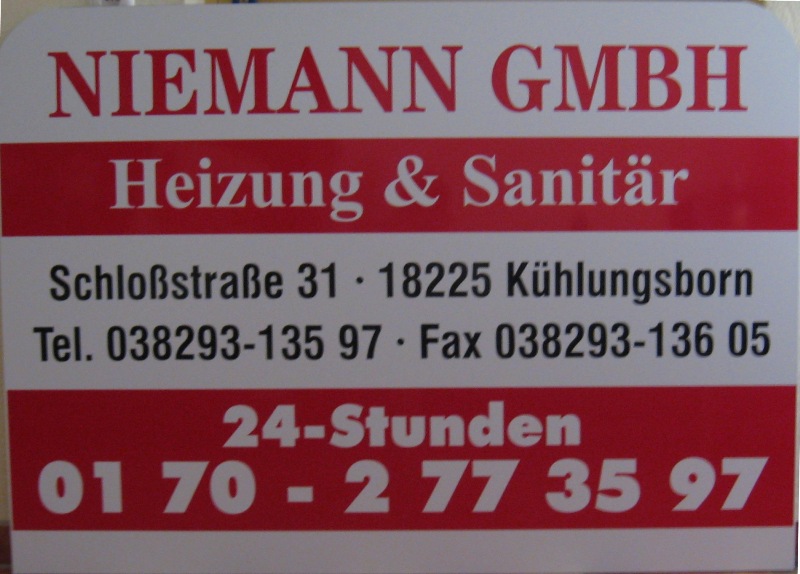 NIEMANN GMBH
Heizung & Sanitär
Schloßstraße 31 · 18225 Kühlungsborn
Tel. 038293-135 97 · Fax 038293-136 05
24-Stunden
01 70 - 2 77 35 97